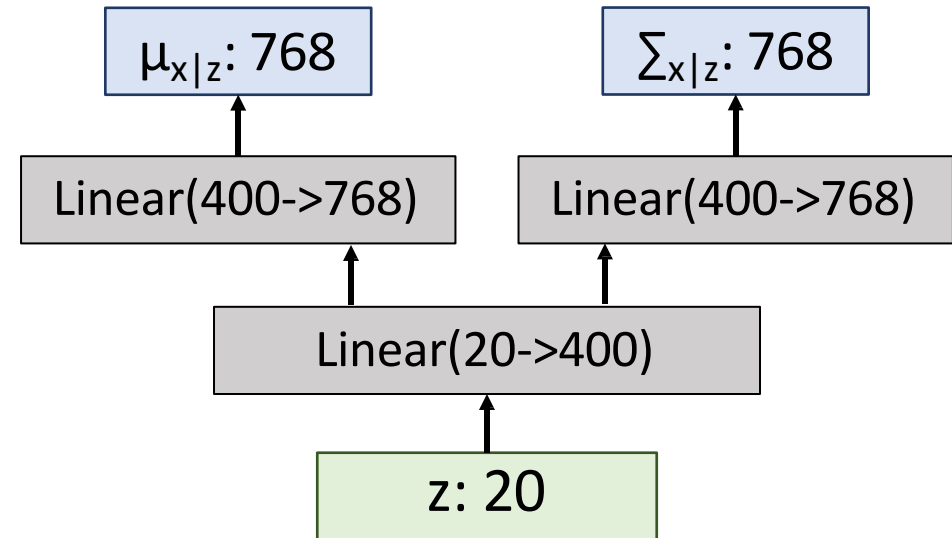 μx|z: 768
∑x|z: 768
Linear(400->768)
Linear(400->768)
Linear(20->400)
z: 20